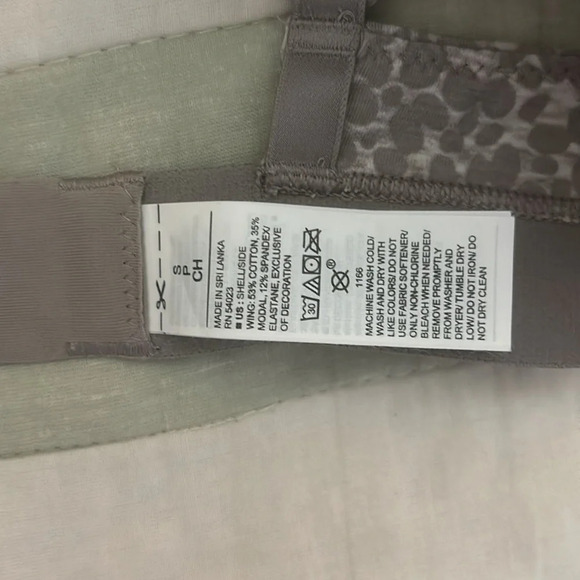 S
P
CH
MADE IN SRI LANKA
RN 54023
■ US : SHELL/SIDE
WING: 53% COTTON, 35%
MODAL, 12% SPANDEX/
ELASTANE, EXCLUSIVE
OF DECORATION
30
®
1166
MACHINE WASH COLD/
WASH AND DRY WITH
LIKE COLORS/DO NOT
USE FABRIC SOFTENER/
ONLY NON-CHLORINE
BLEACH WHEN NEEDED/
REMOVE PROMPTLY
FROM WASHER AND
DRYER/ TUMBLE DRY
LOW/DO NOT IRON/DO
NOT DRY CLEAN